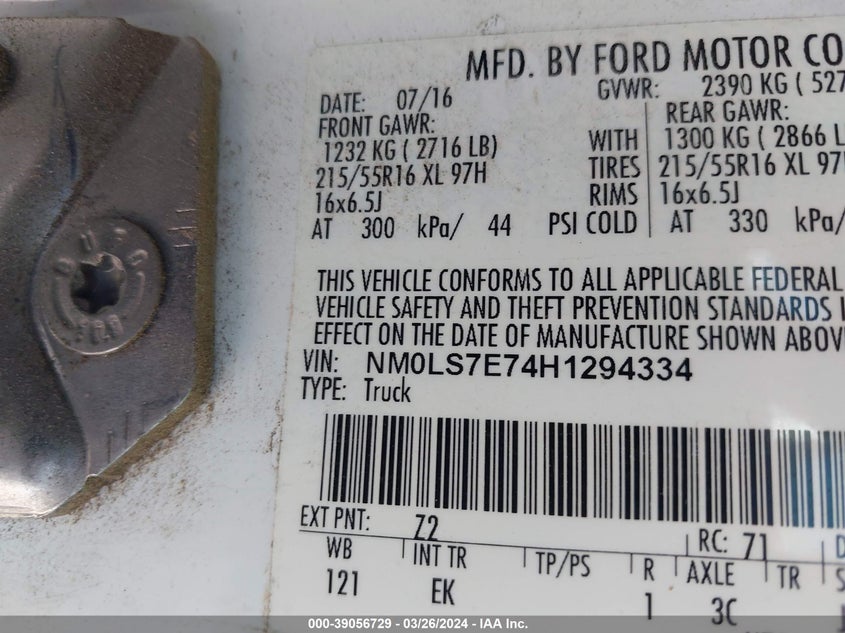 MFD. BY FORD MOTOR CO
DATE: 07/16 GVWR: 2390 KG ( 527
FRONT GAWR: REAR GAWR:
1232 KG ( 2716 LB) WITH 1300 KG ( 2866 L
215/55R16 XL 97H TIRES 215/55R16 XL 97
16x6.5J RIMS 16x6.5J
AT 300 kPa/ 44 PSI COLD AT 330 kPa/
THIS VEHICLE CONFORMS TO ALL APPLICABLE FEDERAL
VEHICLE SAFETY AND THEFT PREVENTION STANDARDS
EFFECT ON THE DATE OF MANUFACTURE SHOWN ABOV
VIN: NM0LS7E74H1294334
TYPE: Truck
EXT PNT: Z2 RC: 71
WB INT TR TP/PS R AXLE TR
121 EK 1 3C
000-39056729 - 03/26/2024 - IAA Inc.